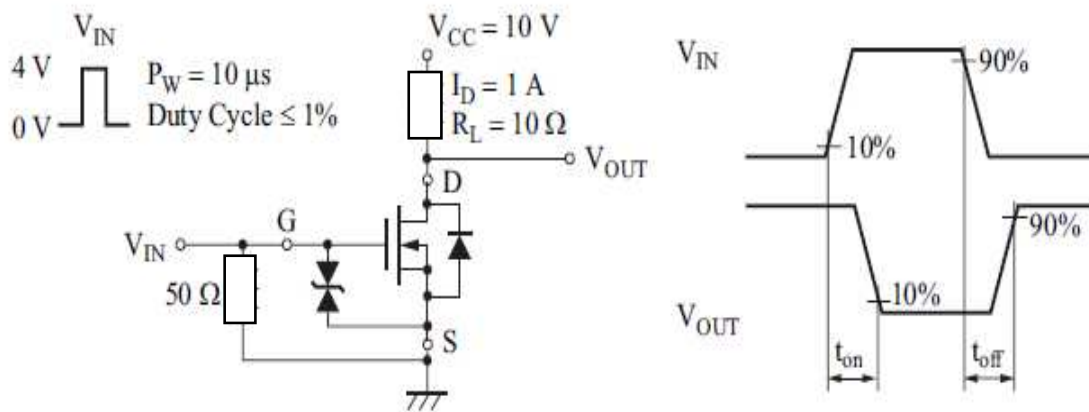 V_IN
4 V
0 V
P_W = 10 μs
Duty Cycle ≤ 1%
V_CC = 10 V
I_D = 1 A
R_L = 10 Ω
V_OUT
D
G
V_IN
50 Ω
S
V_IN
90%
10%
90%
10%
V_OUT
t_on
t_off